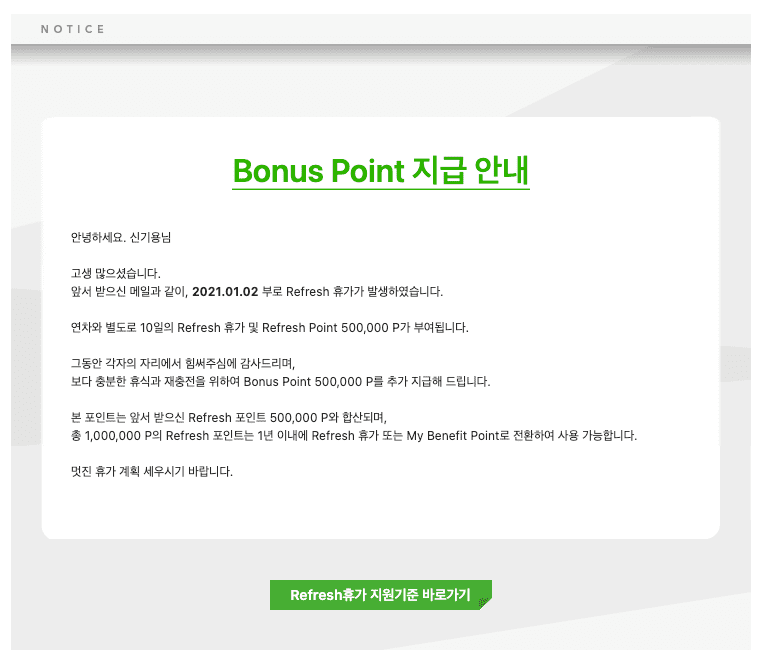 NOTICE
Bonus Point 지급 안내
안녕하세요. 신기용님
고생 많으셨습니다.
앞서 받으신 메일과 같이, 2021.01.02 부로 Refresh 휴가가 발생하였습니다.
연차와 별도로 10일의 Refresh 휴가 및 Refresh Point 500,000 P가 부여됩니다.
그동안 각자의 자리에서 힘써주심에 감사드리며,
보다 충분한 휴식과 재충전을 위하여 Bonus Point 500,000 P를 추가 지급해 드립니다.
본 포인트는 앞서 받으신 Refresh 포인트 500,000 P와 합산되며,
총 1,000,000 P의 Refresh 포인트는 1년 이내에 Refresh 휴가 또는 My Benefit Point로 전환하여 사용 가능합니다.
멋진 휴가 계획 세우시기 바랍니다.
Refresh휴가 지원기준 바로가기